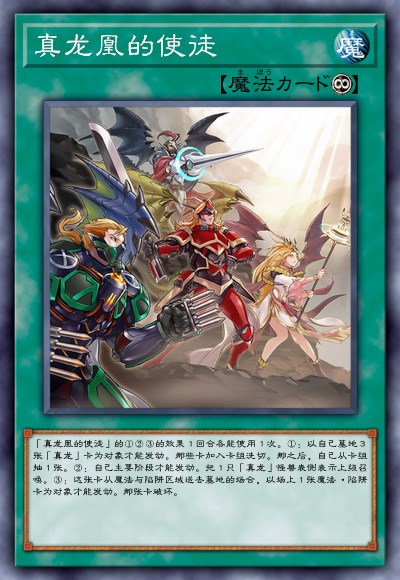 真龙凰的使徒
魔
【魔法カード】
ま ほう
「真龙凰的使徒」的①②③的效果1回合各能使用1次。①：以自己墓地3
张「真龙」卡为对象才能发动。那些卡加入卡组洗切。那之后，自己从卡组
抽1张。②：自己主要阶段才能发动。把1只「真龙」怪兽表侧表示上级召
唤。③：这张卡从魔法与陷阱区域送去墓地的场合，以场上1张魔法·陷阱
卡为对象才能发动。那张卡破坏。